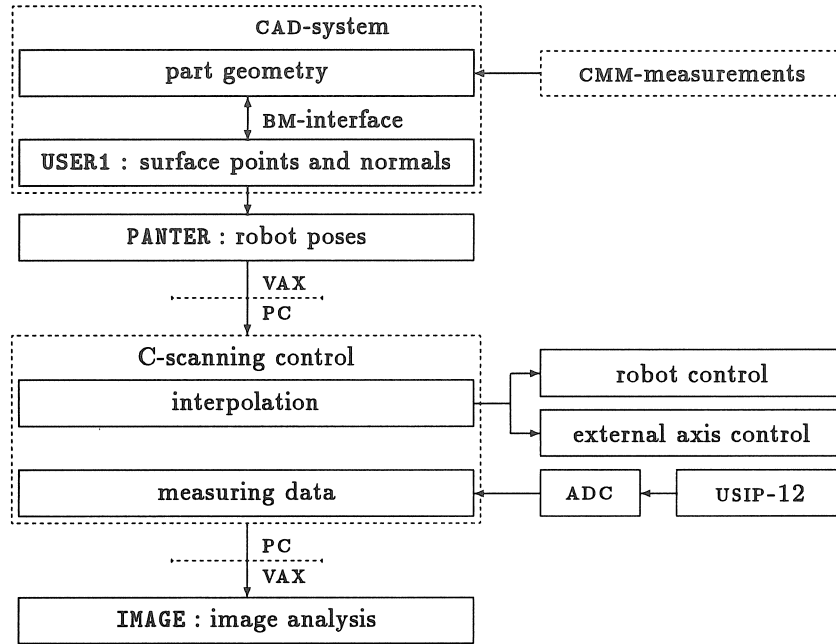 CAD-system
part geometry
CMM-measurements
BM-interface
USER1 : surface points and normals
PANTER : robot poses
VAX
PC
C-scanning control
interpolation
robot control
external axis control
measuring data
ADC
USIP-12
PC
VAX
IMAGE : image analysis